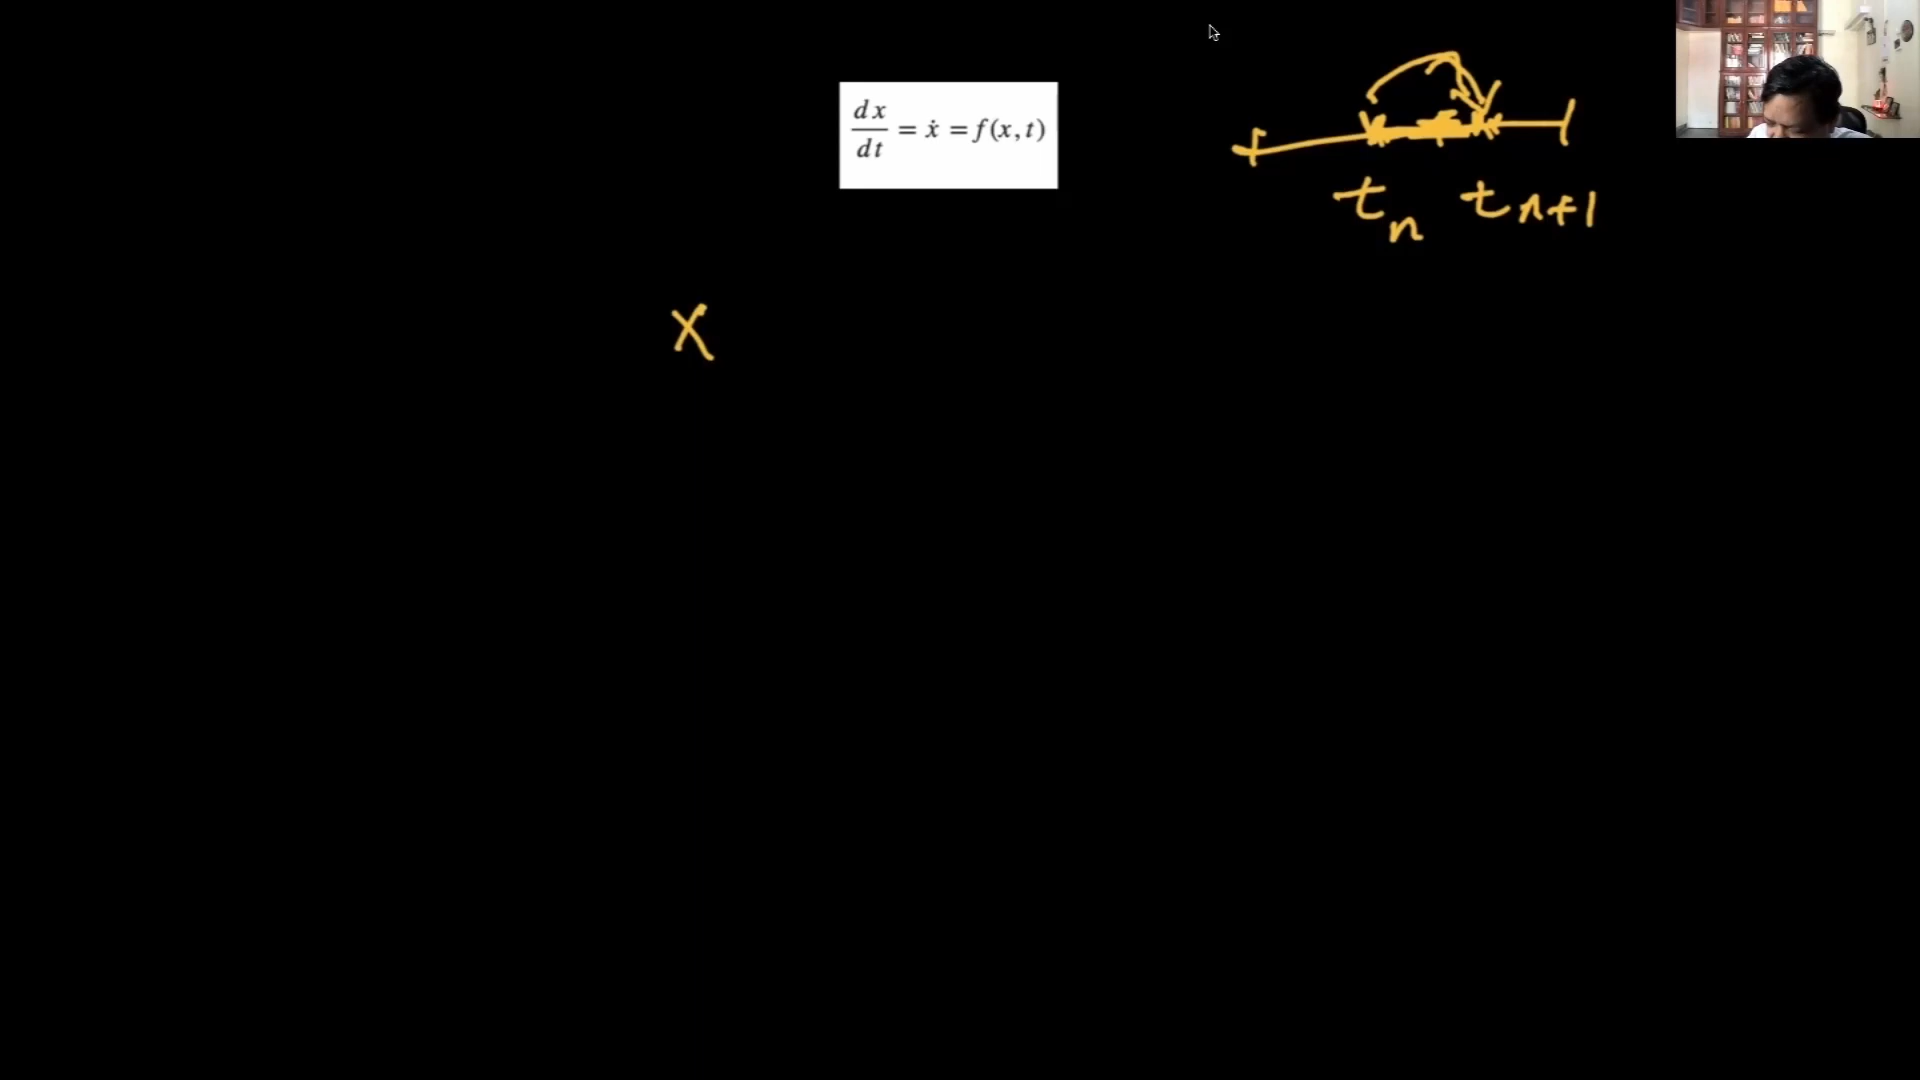 dx/dt = ẋ = f(x, t)
t_n t_{n+1}
x